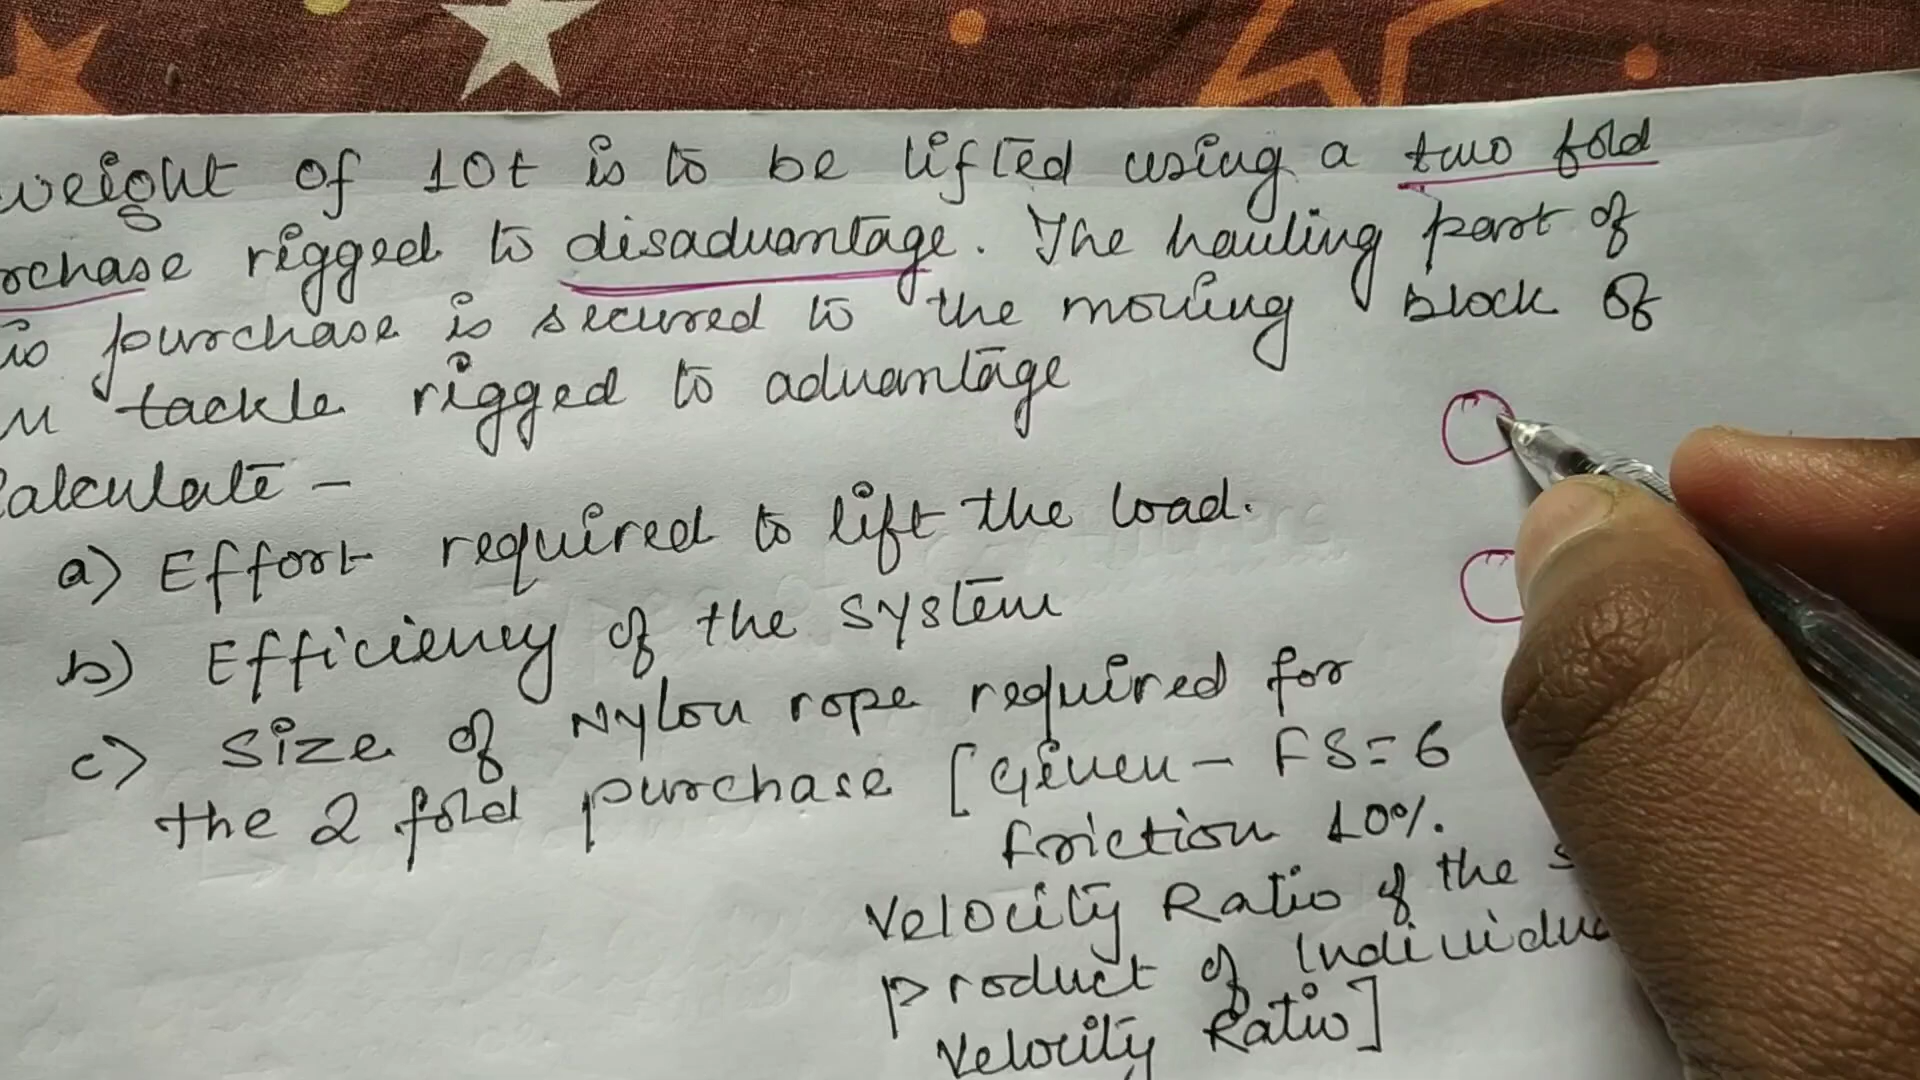 weight of 10t is to be lifted using a two fold
rchase rigged to disadvantage. The hauling part of
is purchase is secured to the moving block of
tackle rigged to advantage
Calculate -
a) Effort required to lift the load.
b) Efficiency of the system
c) Size of Nylon rope required for
the 2 fold purchase [Given - FS = 6
friction 10%.
Velocity Ratio of the s
product of Individua
Velocity Ratio]